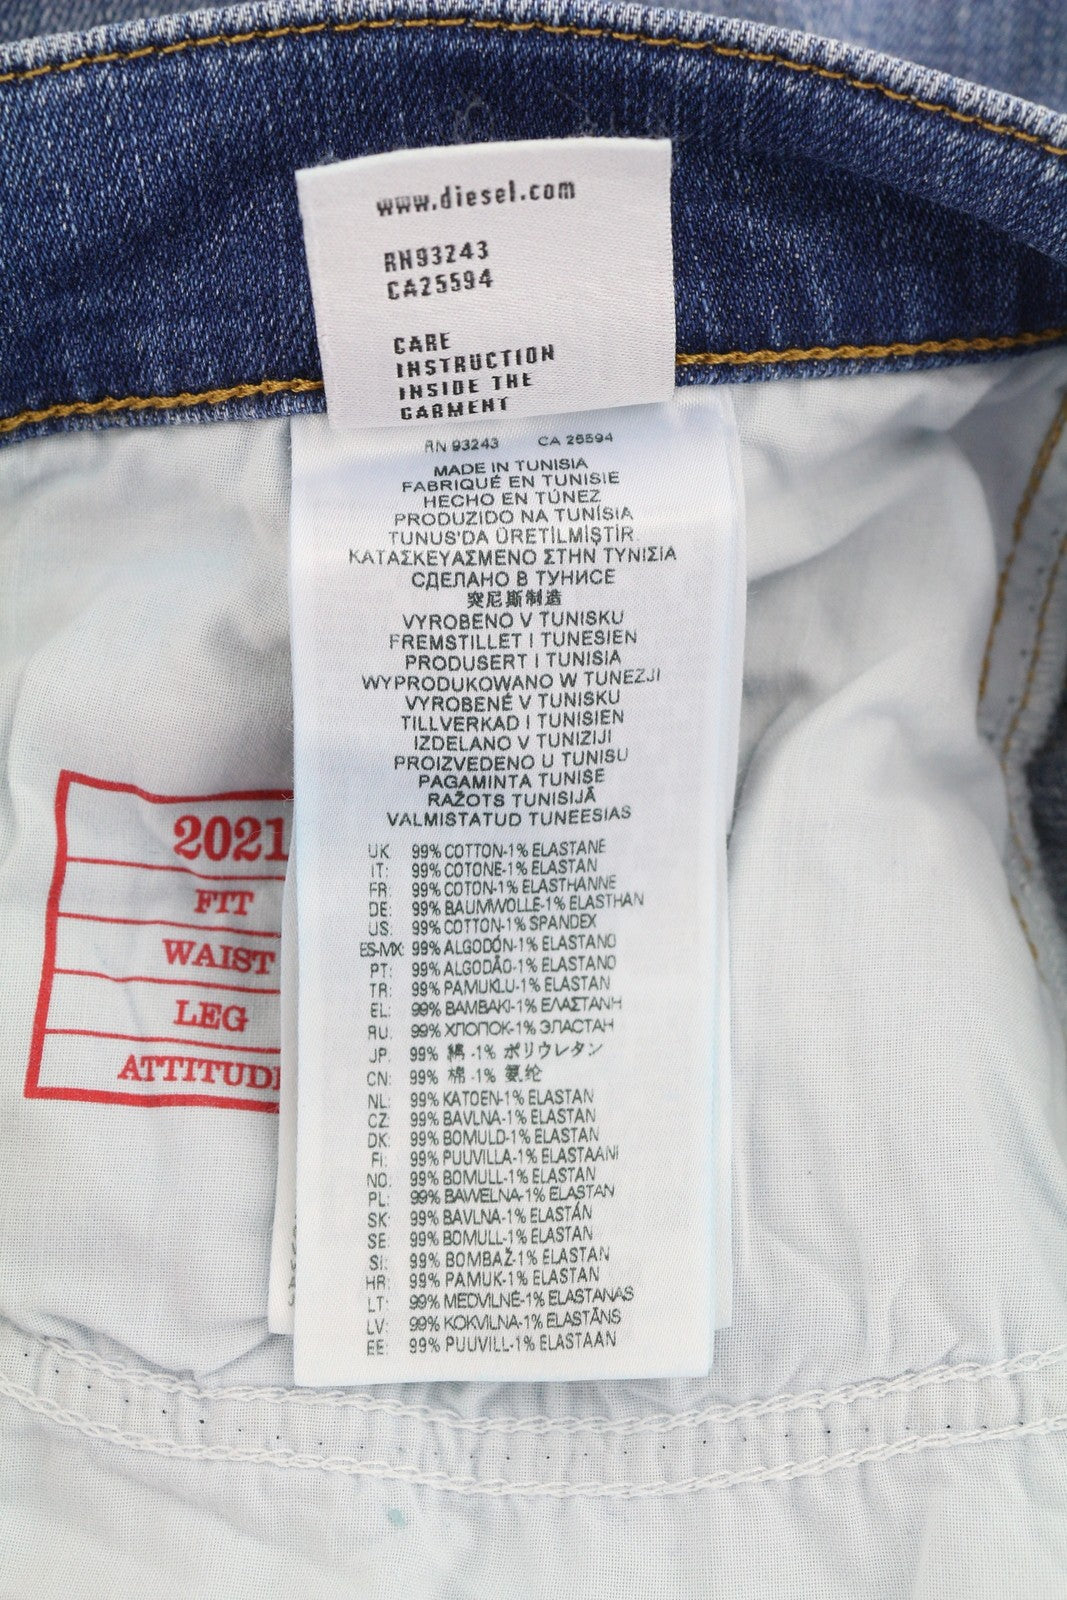 www.diesel.com
RN93243
CA25594
CARE
INSTRUCTION
INSIDE THE
GARMENT
RN 93243 CA 25594
MADE IN TUNISIA
FABRIQUÉ EN TUNISIE
HECHO EN TÚNEZ
PRODUZIDO NA TUNÍSIA
TUNUS'DA ÜRETİLMİŞTİR
ΚΑΤΑΣΚΕΥΑΣΜΕΝΟ ΣΤΗΝ ΤΥΝΙΣΙΑ
СДЕЛАНО В ТУНИСЕ
突尼斯制造
VYROBENO V TUNISKU
FREMSTILLET I TUNESIEN
PRODUSERT I TUNISIA
WYPRODUKOWANO W TUNEZJI
VYROBENÉ V TUNISKU
TILLVERKAD I TUNISIEN
IZDELANO V TUNIZIJI
PROIZVEDENO U TUNISU
PAGAMINTA TUNISE
RAŽOTS TUNISIJĀ
VALMISTATUD TUNEESIAS
UK 99% COTTON-1% ELASTANE
IT: 99% COTONE-1% ELASTAN
FR: 99% COTON-1% ELASTHANNE
DE: 99% BAUMWOLLE-1% ELASTHAN
US: 99% COTTON-1% SPANDEX
ES-MX: 99% ALGODÓN-1% ELASTANO
PT: 99% ALGODÃO-1% ELASTANO
TR: 99% PAMUKLU-1% ELASTAN
EL: 99% ΒΑΜΒΑΚΙ-1% ΕΛΑΣΤΑΝΗ
RU: 99% ХЛОПОК-1% ЭЛАСТАН
JP: 99% 綿 -1% ポリウレタン
CN: 99% 棉 -1% 氨纶
NL: 99% KATOEN-1% ELASTAN
CZ: 99% BAVLNA-1% ELASTAN
DK: 99% BOMULD-1% ELASTAN
FI: 99% PUUVILLA-1% ELASTAANI
NO: 99% BOMULL-1% ELASTAN
PL: 99% BAWEŁNA-1% ELASTAN
SK: 99% BAVLNA-1% ELASTÁN
SE: 99% BOMULL-1% ELASTAN
SI: 99% BOMBAŽ-1% ELASTAN
HR: 99% PAMUK-1% ELASTAN
LT: 99% MEDVILNĖ-1% ELASTANAS
LV: 99% KOKVILNA-1% ELASTĀNS
EE: 99% PUUVILL-1% ELASTAAN
2021
FIT
WAIST
LEG
ATTITUD